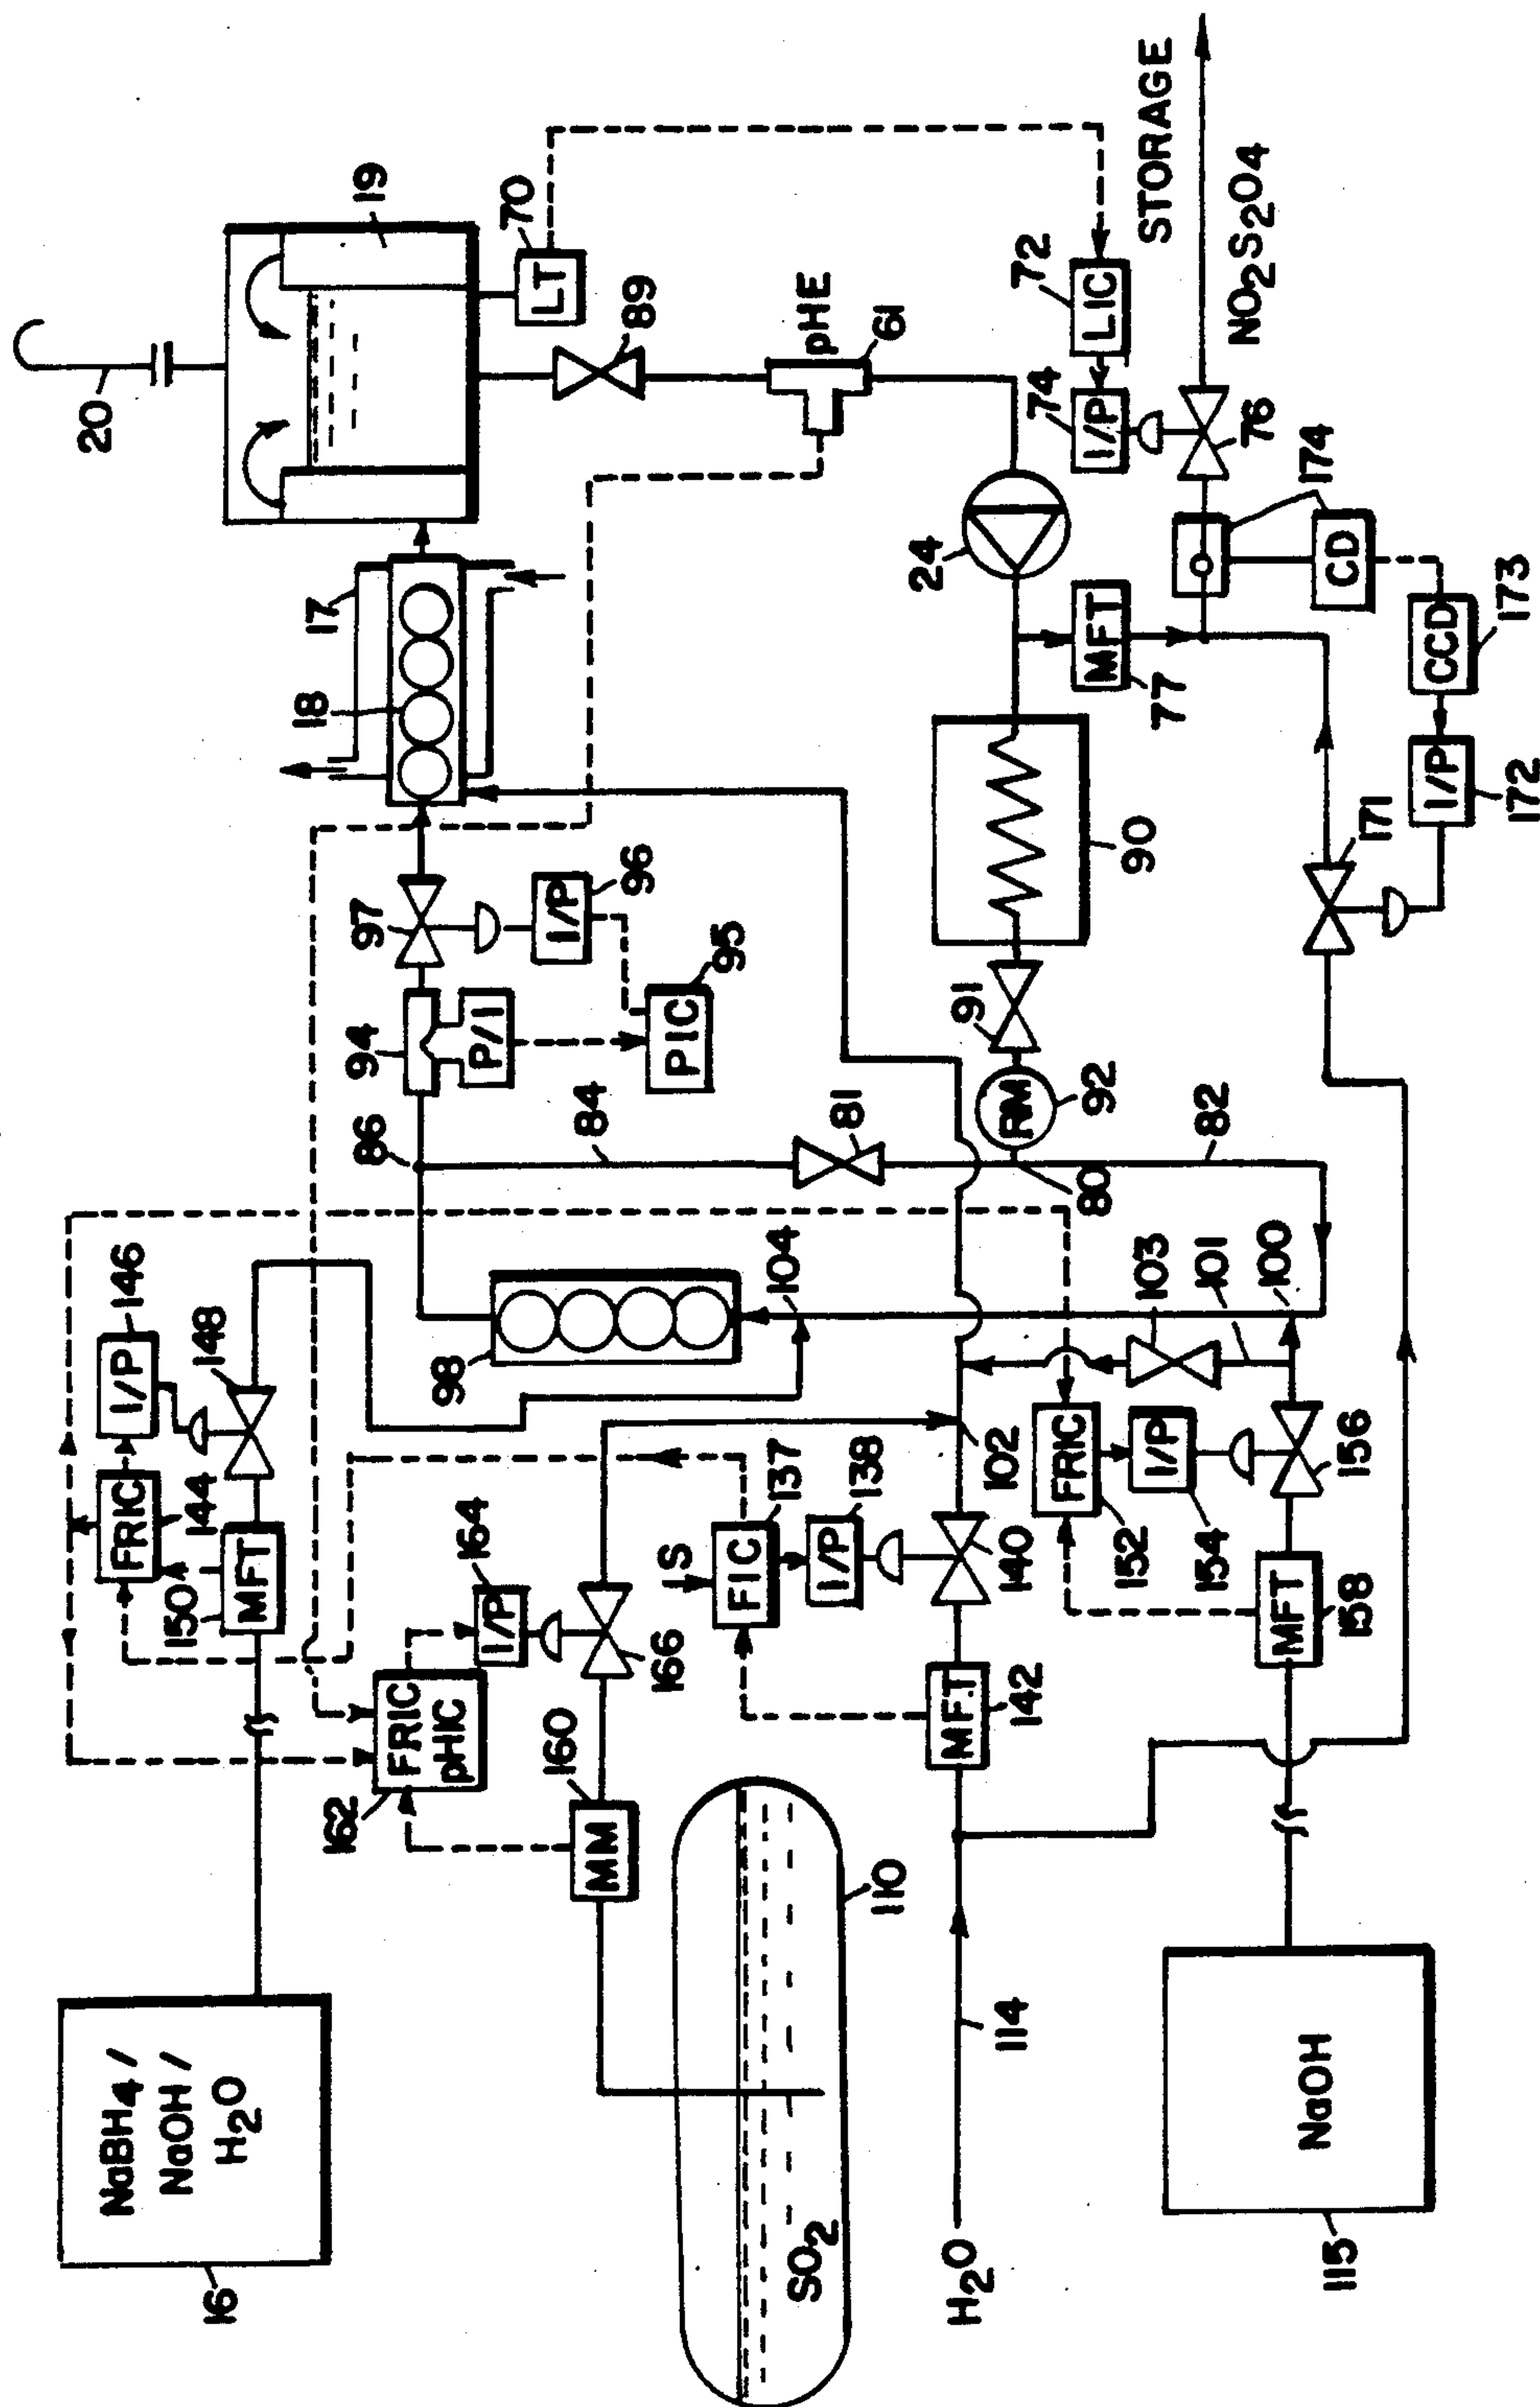 16
NaBH4 /
NaOH /
H2O
150
MFT
144
FRIC
146
I/P
148
20
162
FRIC
pHIC
164
I/P
166
160
MM
98
86
94
P/I
97
96
I/P
95
PIC
18
17
19
70
LT
89
pHE
61
SO2
110
S
FIC
137
I/P
138
140
102
MFT
142
104
84
81
80
82
RM
92
91
90
24
MFT
77
72
LIC
74
I/P
76
STORAGE
NO2S2O4
174
CD
CCD
173
I/P
172
171
H2O
114
FRIC
152
I/P
154
156
MFT
158
103
101
100
NaOH
115